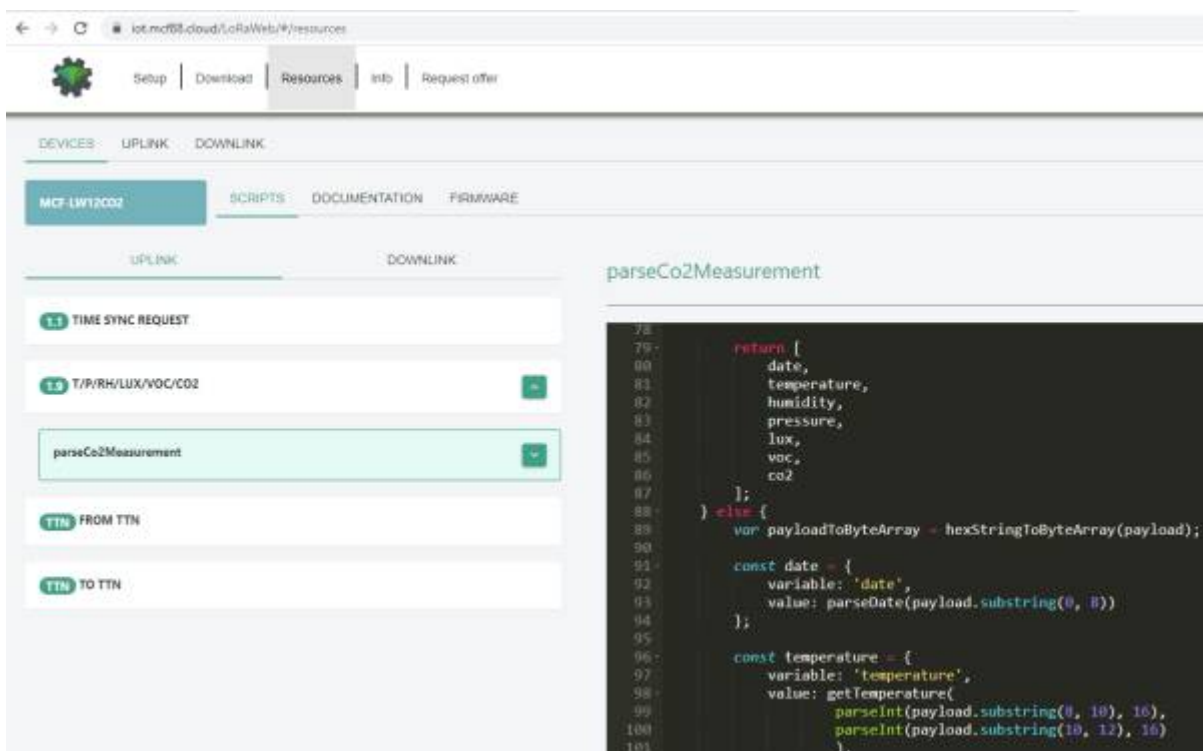 iot.mcf88.cloud/LoRaWeb/#/resources
Setup Download Resources Info Request offer
DEVICES UPLINK DOWNLINK
MCF-LW12CO2 SCRIPTS DOCUMENTATION FIRMWARE
UPLINK DOWNLINK
1.1 TIME SYNC REQUEST
1.9 T/P/RH/LUX/VOC/CO2
parseCo2Measurement
TTN FROM TTN
TTN TO TTN
parseCo2Measurement
78
79 return [
80 date,
81 temperature,
82 humidity,
83 pressure,
84 lux,
85 voc,
86 co2
87 ];
88 } else {
89 var payloadToByteArray = hexStringToByteArray(payload);
90
91 const date = {
92 variable: 'date',
93 value: parseDate(payload.substring(0, 8))
94 };
95
96 const temperature = {
97 variable: 'temperature',
98 value: getTemperature(
99 parseInt(payload.substring(8, 10), 16),
100 parseInt(payload.substring(10, 12), 16)
101 )